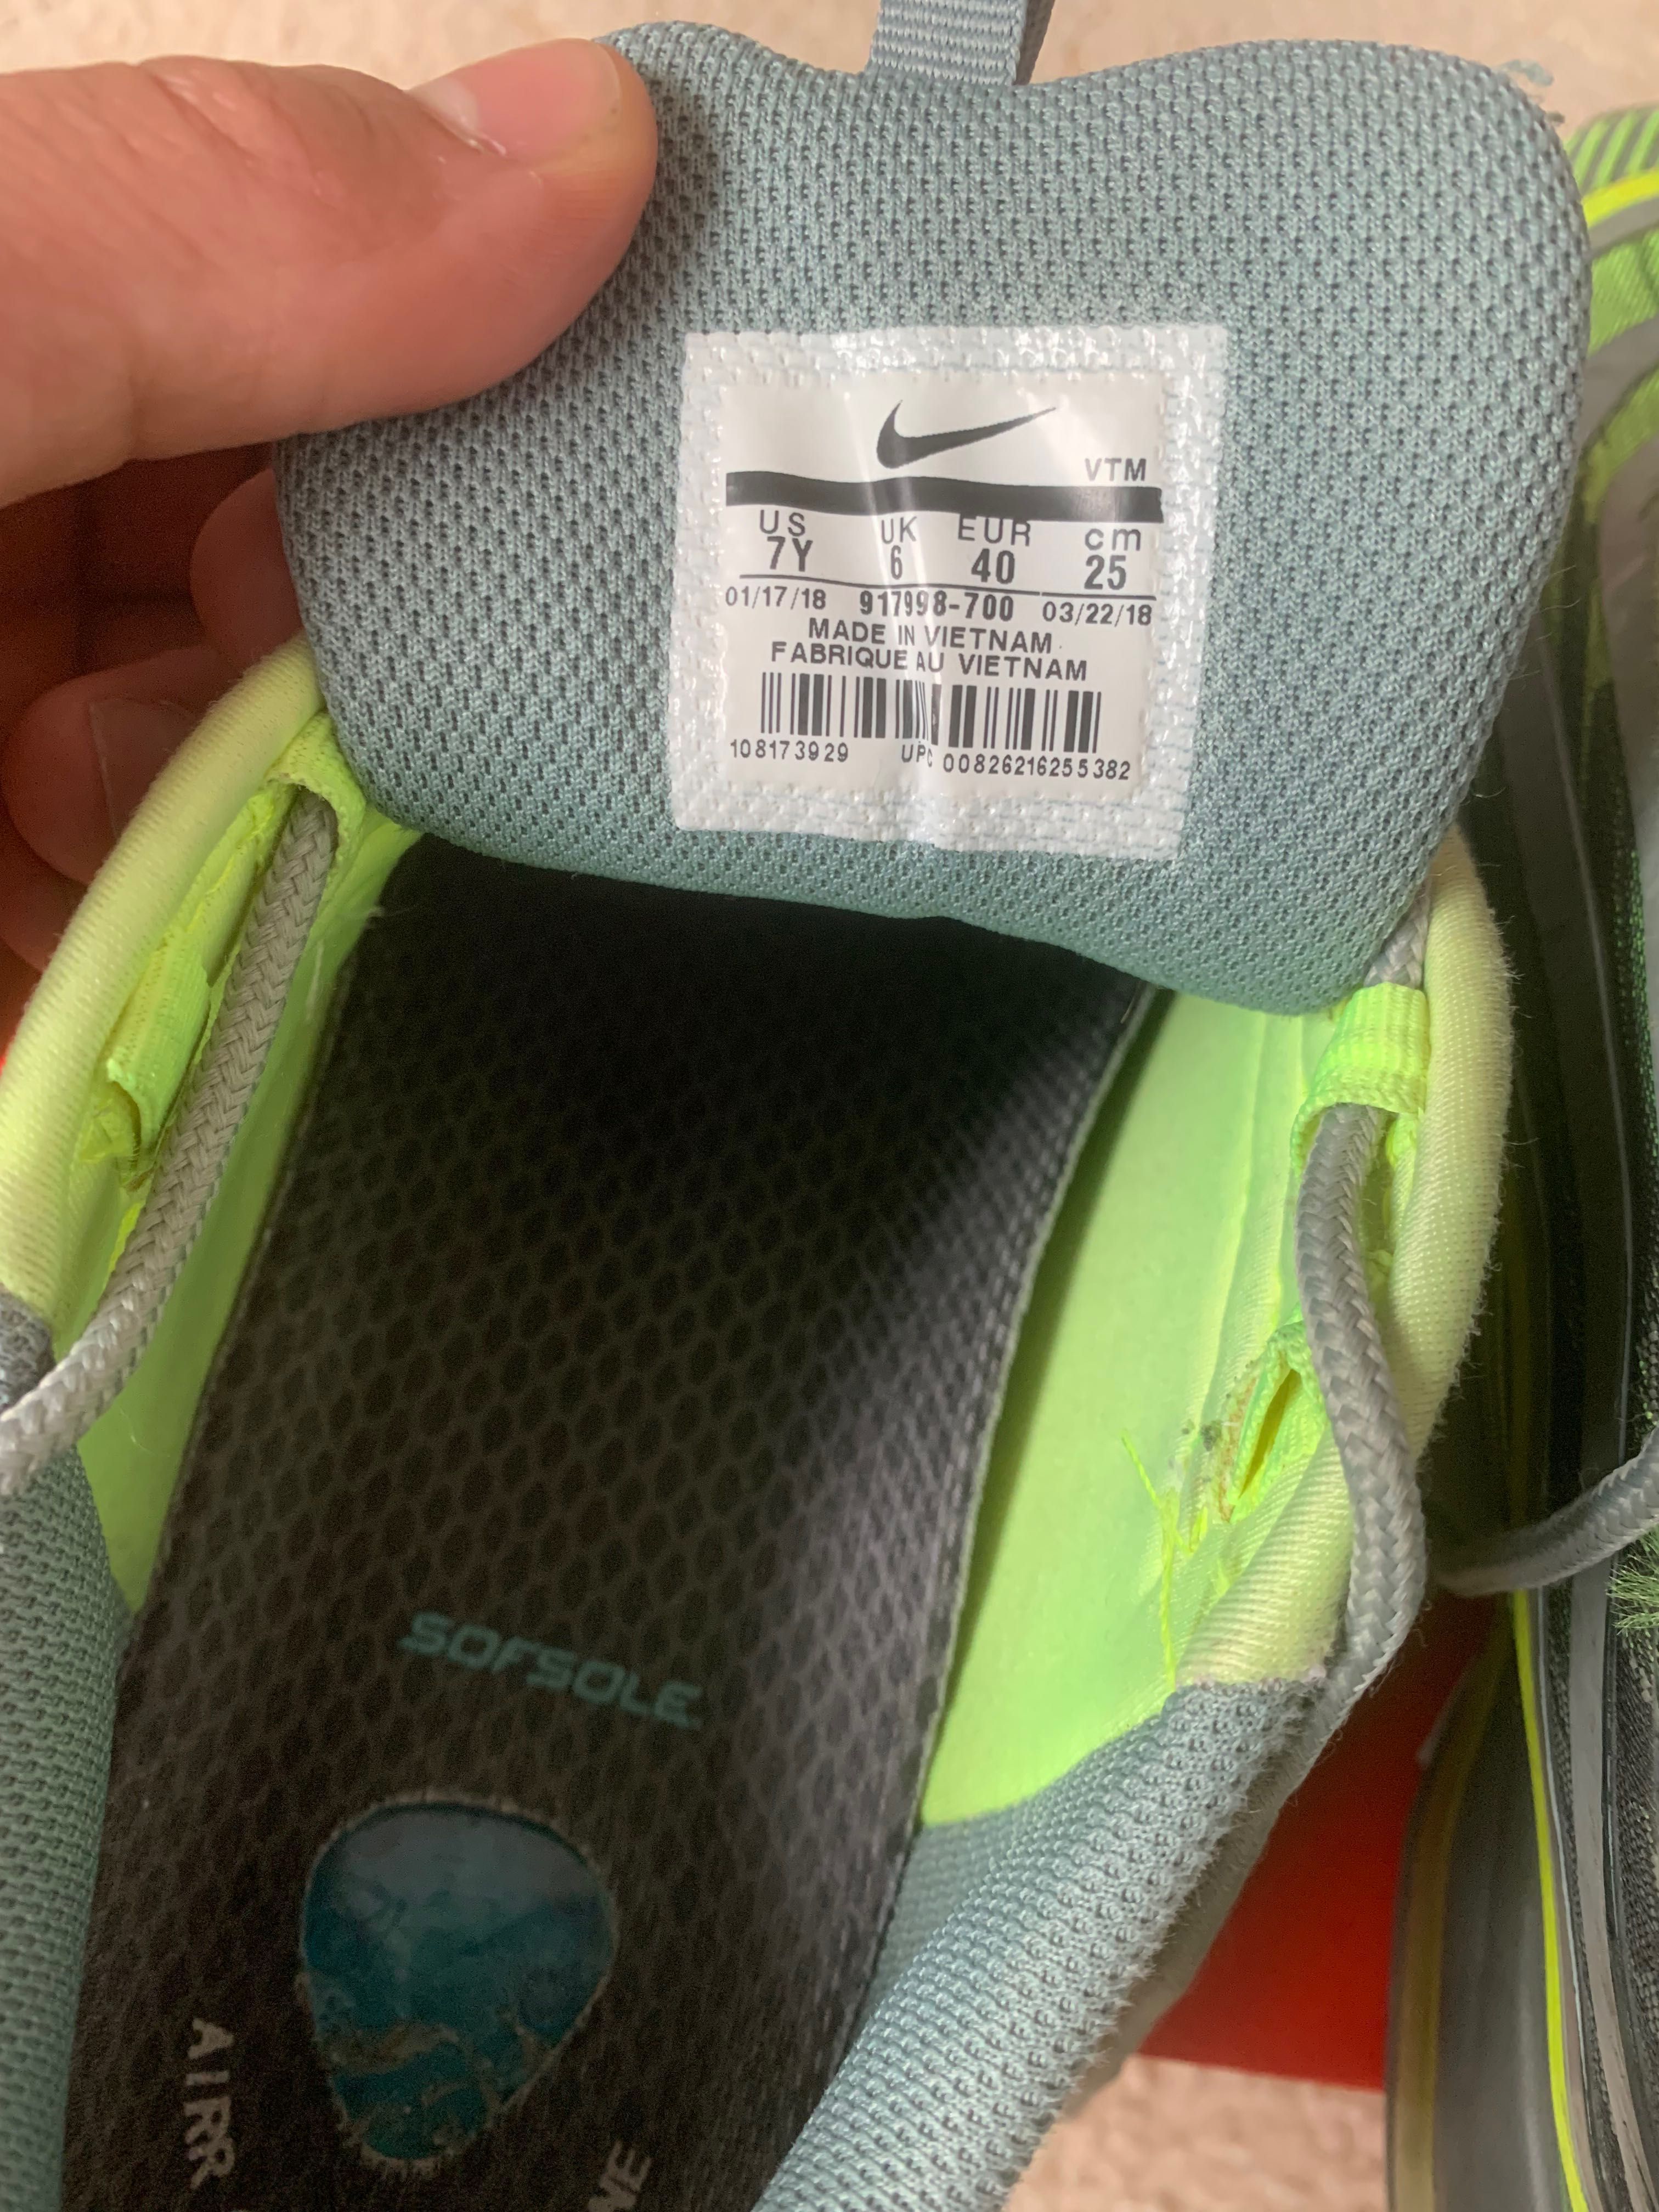 VTM
US UK EUR cm
7Y 6 40 25
01/17/18 917998-700 03/22/18
MADE IN VIETNAM
FABRIQUE AU VIETNAM
108173929 UPC 00826216255382
SOFSOLE
AIRR
NE